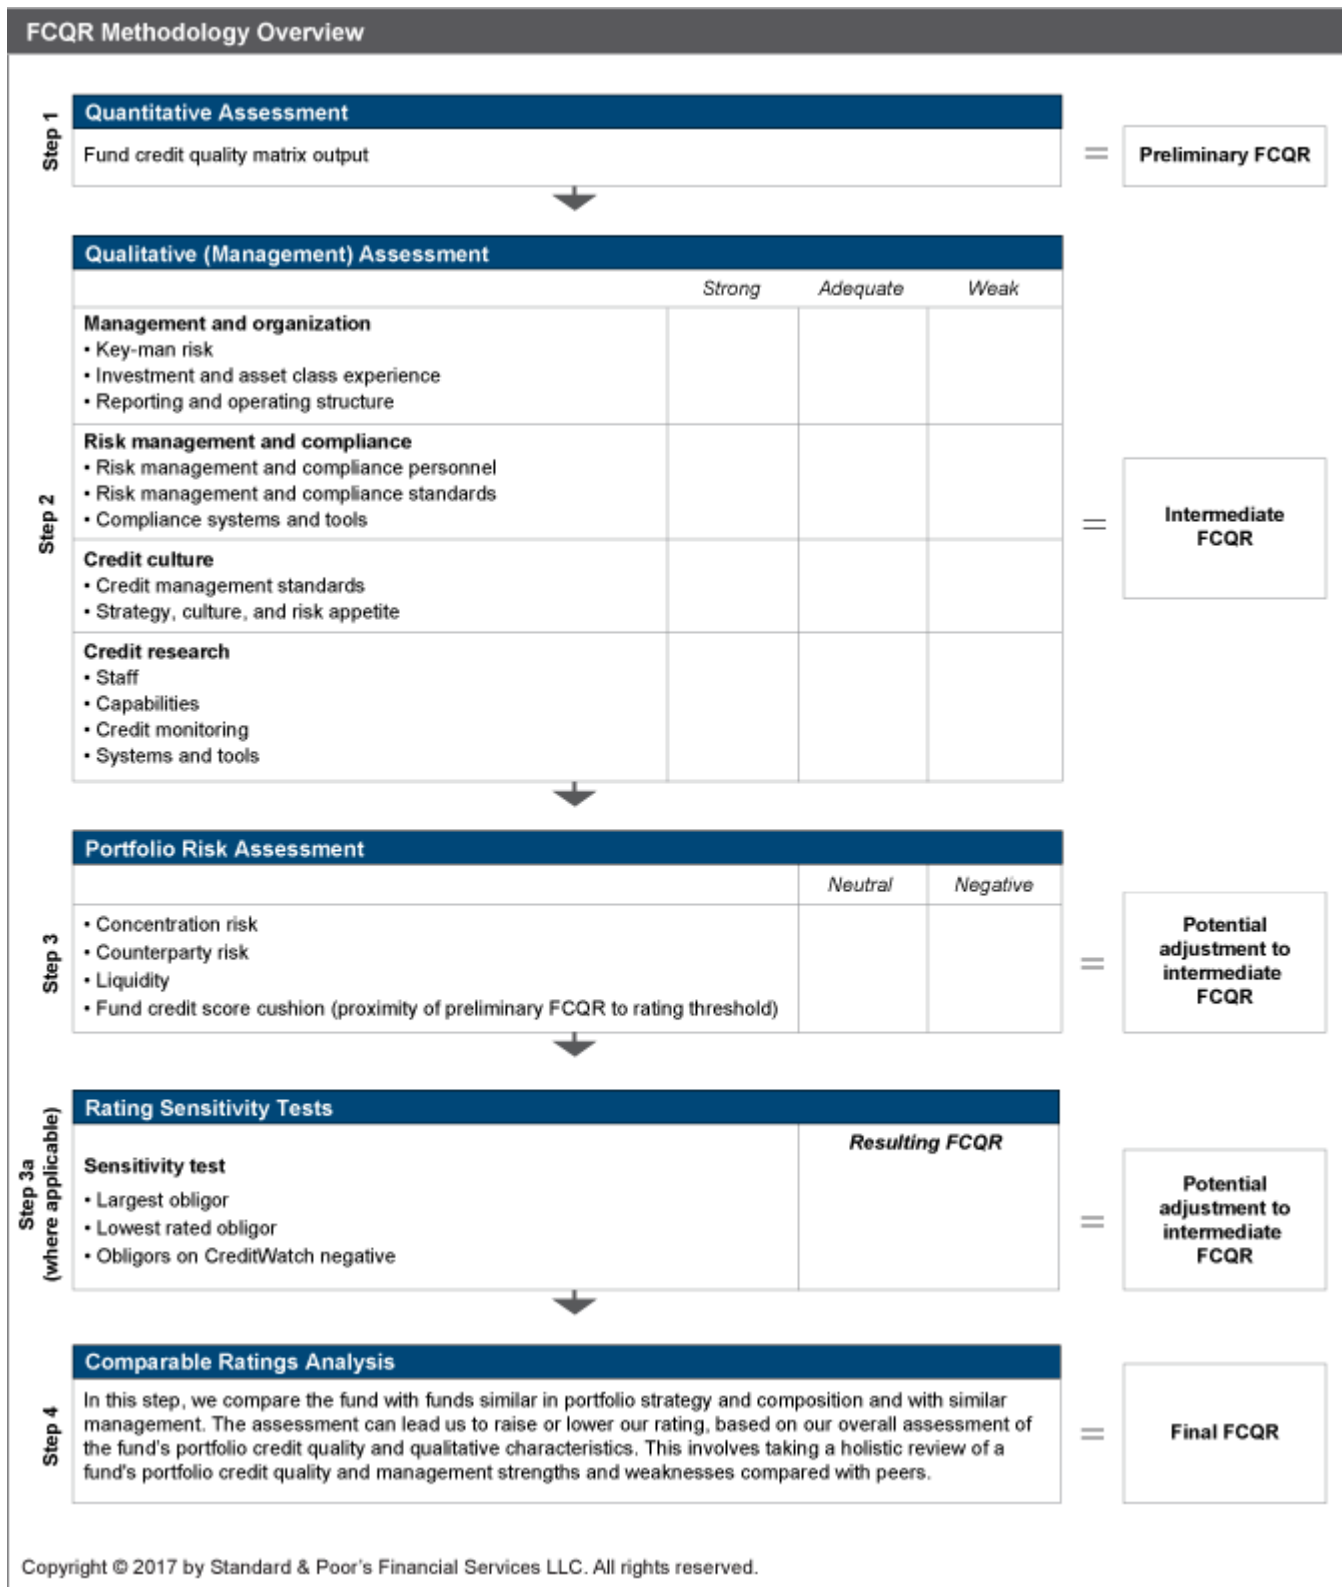 FCQR Methodology Overview
Step 1
Quantitative Assessment
Fund credit quality matrix output
=
Preliminary FCQR
Step 2
Qualitative (Management) Assessment
Strong Adequate Weak
Management and organization
• Key-man risk
• Investment and asset class experience
• Reporting and operating structure
Risk management and compliance
• Risk management and compliance personnel
• Risk management and compliance standards
• Compliance systems and tools
Credit culture
• Credit management standards
• Strategy, culture, and risk appetite
Credit research
• Staff
• Capabilities
• Credit monitoring
• Systems and tools
=
Intermediate
FCQR
Step 3
Portfolio Risk Assessment
Neutral Negative
• Concentration risk
• Counterparty risk
• Liquidity
• Fund credit score cushion (proximity of preliminary FCQR to rating threshold)
=
Potential
adjustment to
intermediate
FCQR
Step 3a
(where applicable)
Rating Sensitivity Tests
Resulting FCQR
Sensitivity test
• Largest obligor
• Lowest rated obligor
• Obligors on CreditWatch negative
=
Potential
adjustment to
intermediate
FCQR
Step 4
Comparable Ratings Analysis
In this step, we compare the fund with funds similar in portfolio strategy and composition and with similar
management. The assessment can lead us to raise or lower our rating, based on our overall assessment of
the fund's portfolio credit quality and qualitative characteristics. This involves taking a holistic review of a
fund's portfolio credit quality and management strengths and weaknesses compared with peers.
=
Final FCQR
Copyright © 2017 by Standard & Poor's Financial Services LLC. All rights reserved.